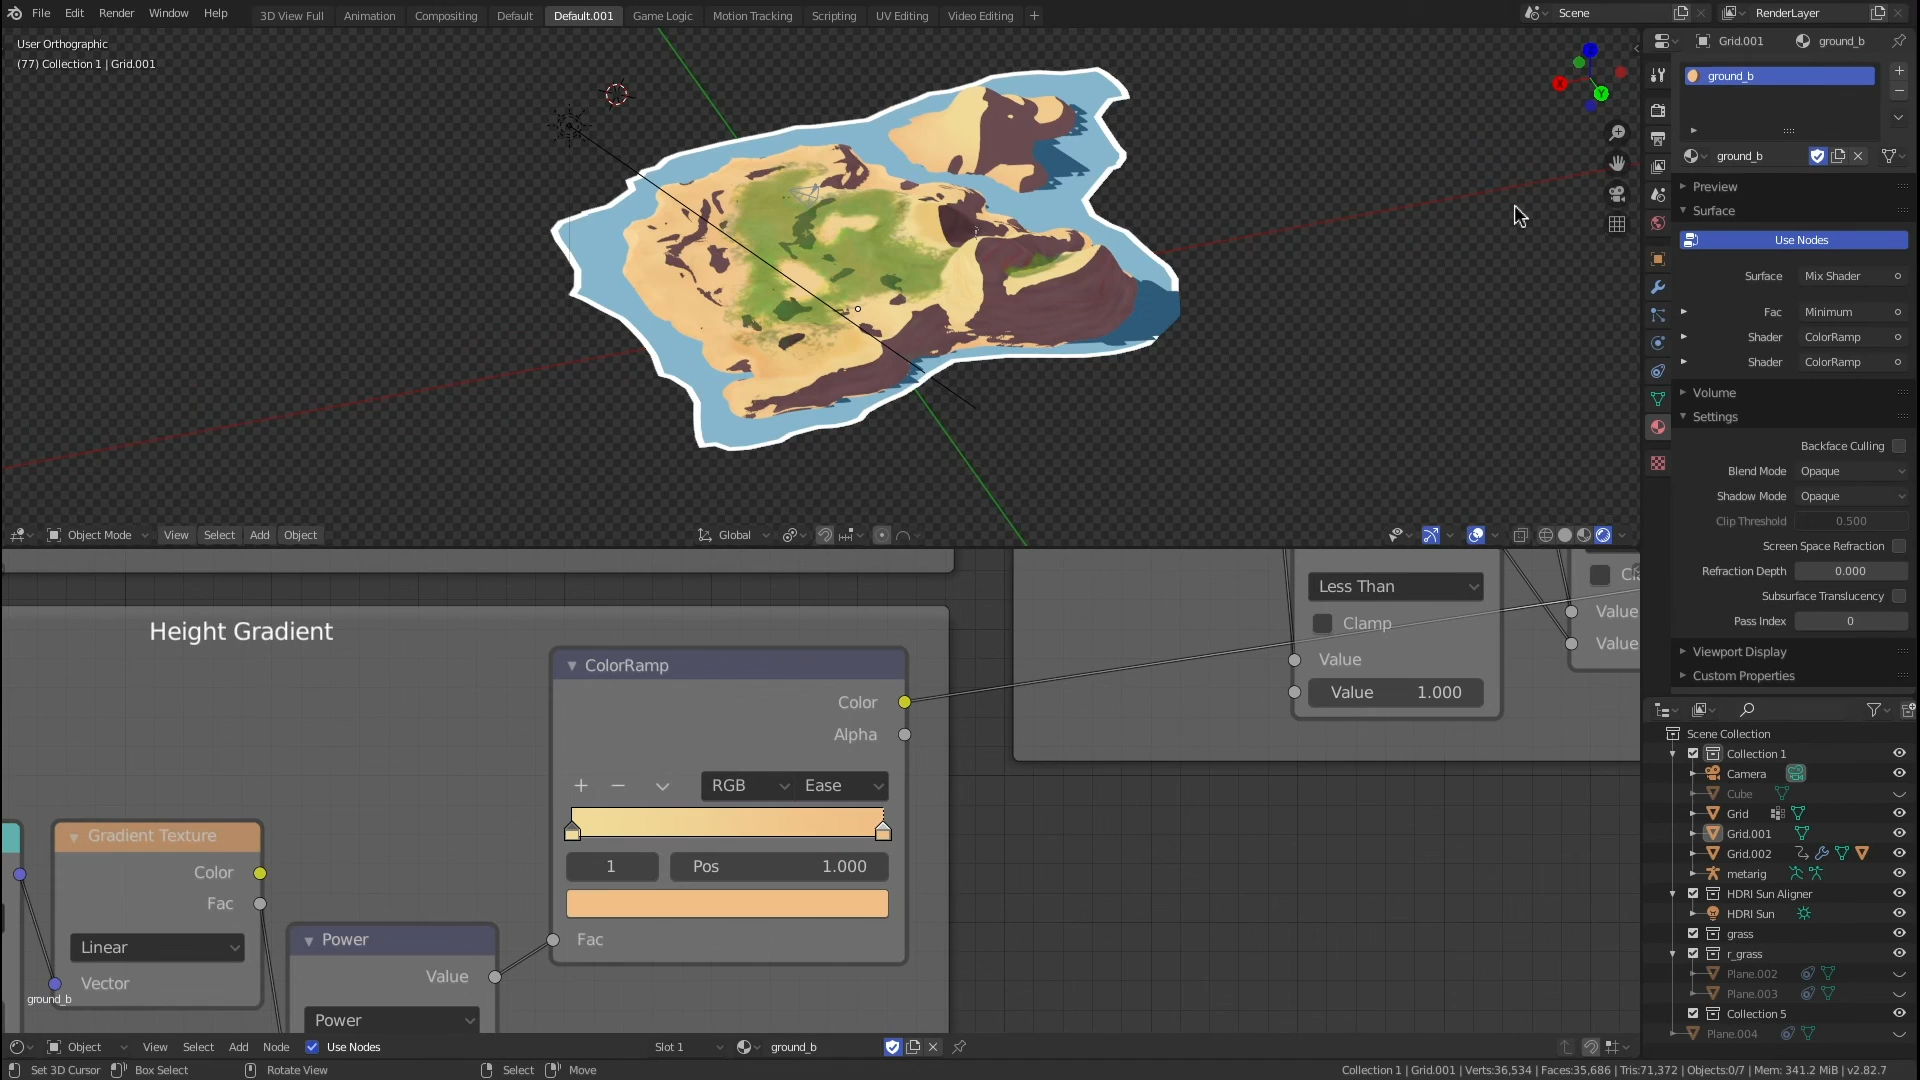 File Edit Render Window Help
3D View Full Animation Compositing Default Default.001 Game Logic Motion Tracking Scripting UV Editing Video Editing +
Scene
RenderLayer
User Orthographic
(77) Collection 1 | Grid.001
X
Y
Z
Object Mode View Select Add Object
Global
Grid.001 ground_b
ground_b
ground_b
Preview
Surface
Use Nodes
Surface Mix Shader
Fac Minimum
Shader ColorRamp
Shader ColorRamp
Volume
Settings
Backface Culling
Blend Mode Opaque
Shadow Mode Opaque
Clip Threshold 0.500
Screen Space Refraction
Refraction Depth 0.000
Subsurface Translucency
Pass Index 0
Viewport Display
Custom Properties
Height Gradient
ColorRamp
Color
Alpha
RGB Ease
1 Pos 1.000
Fac
Gradient Texture
Color
Fac
Linear
Vector
ground_b
Power
Value
Power
Less Than
Clamp
Value
Value 1.000
Value
Value
Scene Collection
Collection 1
Camera
Cube
Grid
Grid.001
Grid.002
metarig
HDRI Sun Aligner
HDRI Sun
grass
r_grass
Plane.002
Plane.003
Collection 5
Plane.004
Object View Select Add Node Use Nodes Slot 1 ground_b
Set 3D Cursor Box Select Rotate View Select Move
Collection 1 | Grid.001 | Verts:36,534 | Faces:35,686 | Tris:71,372 | Objects:0/7 | Mem: 341.2 MiB | v2.82.7